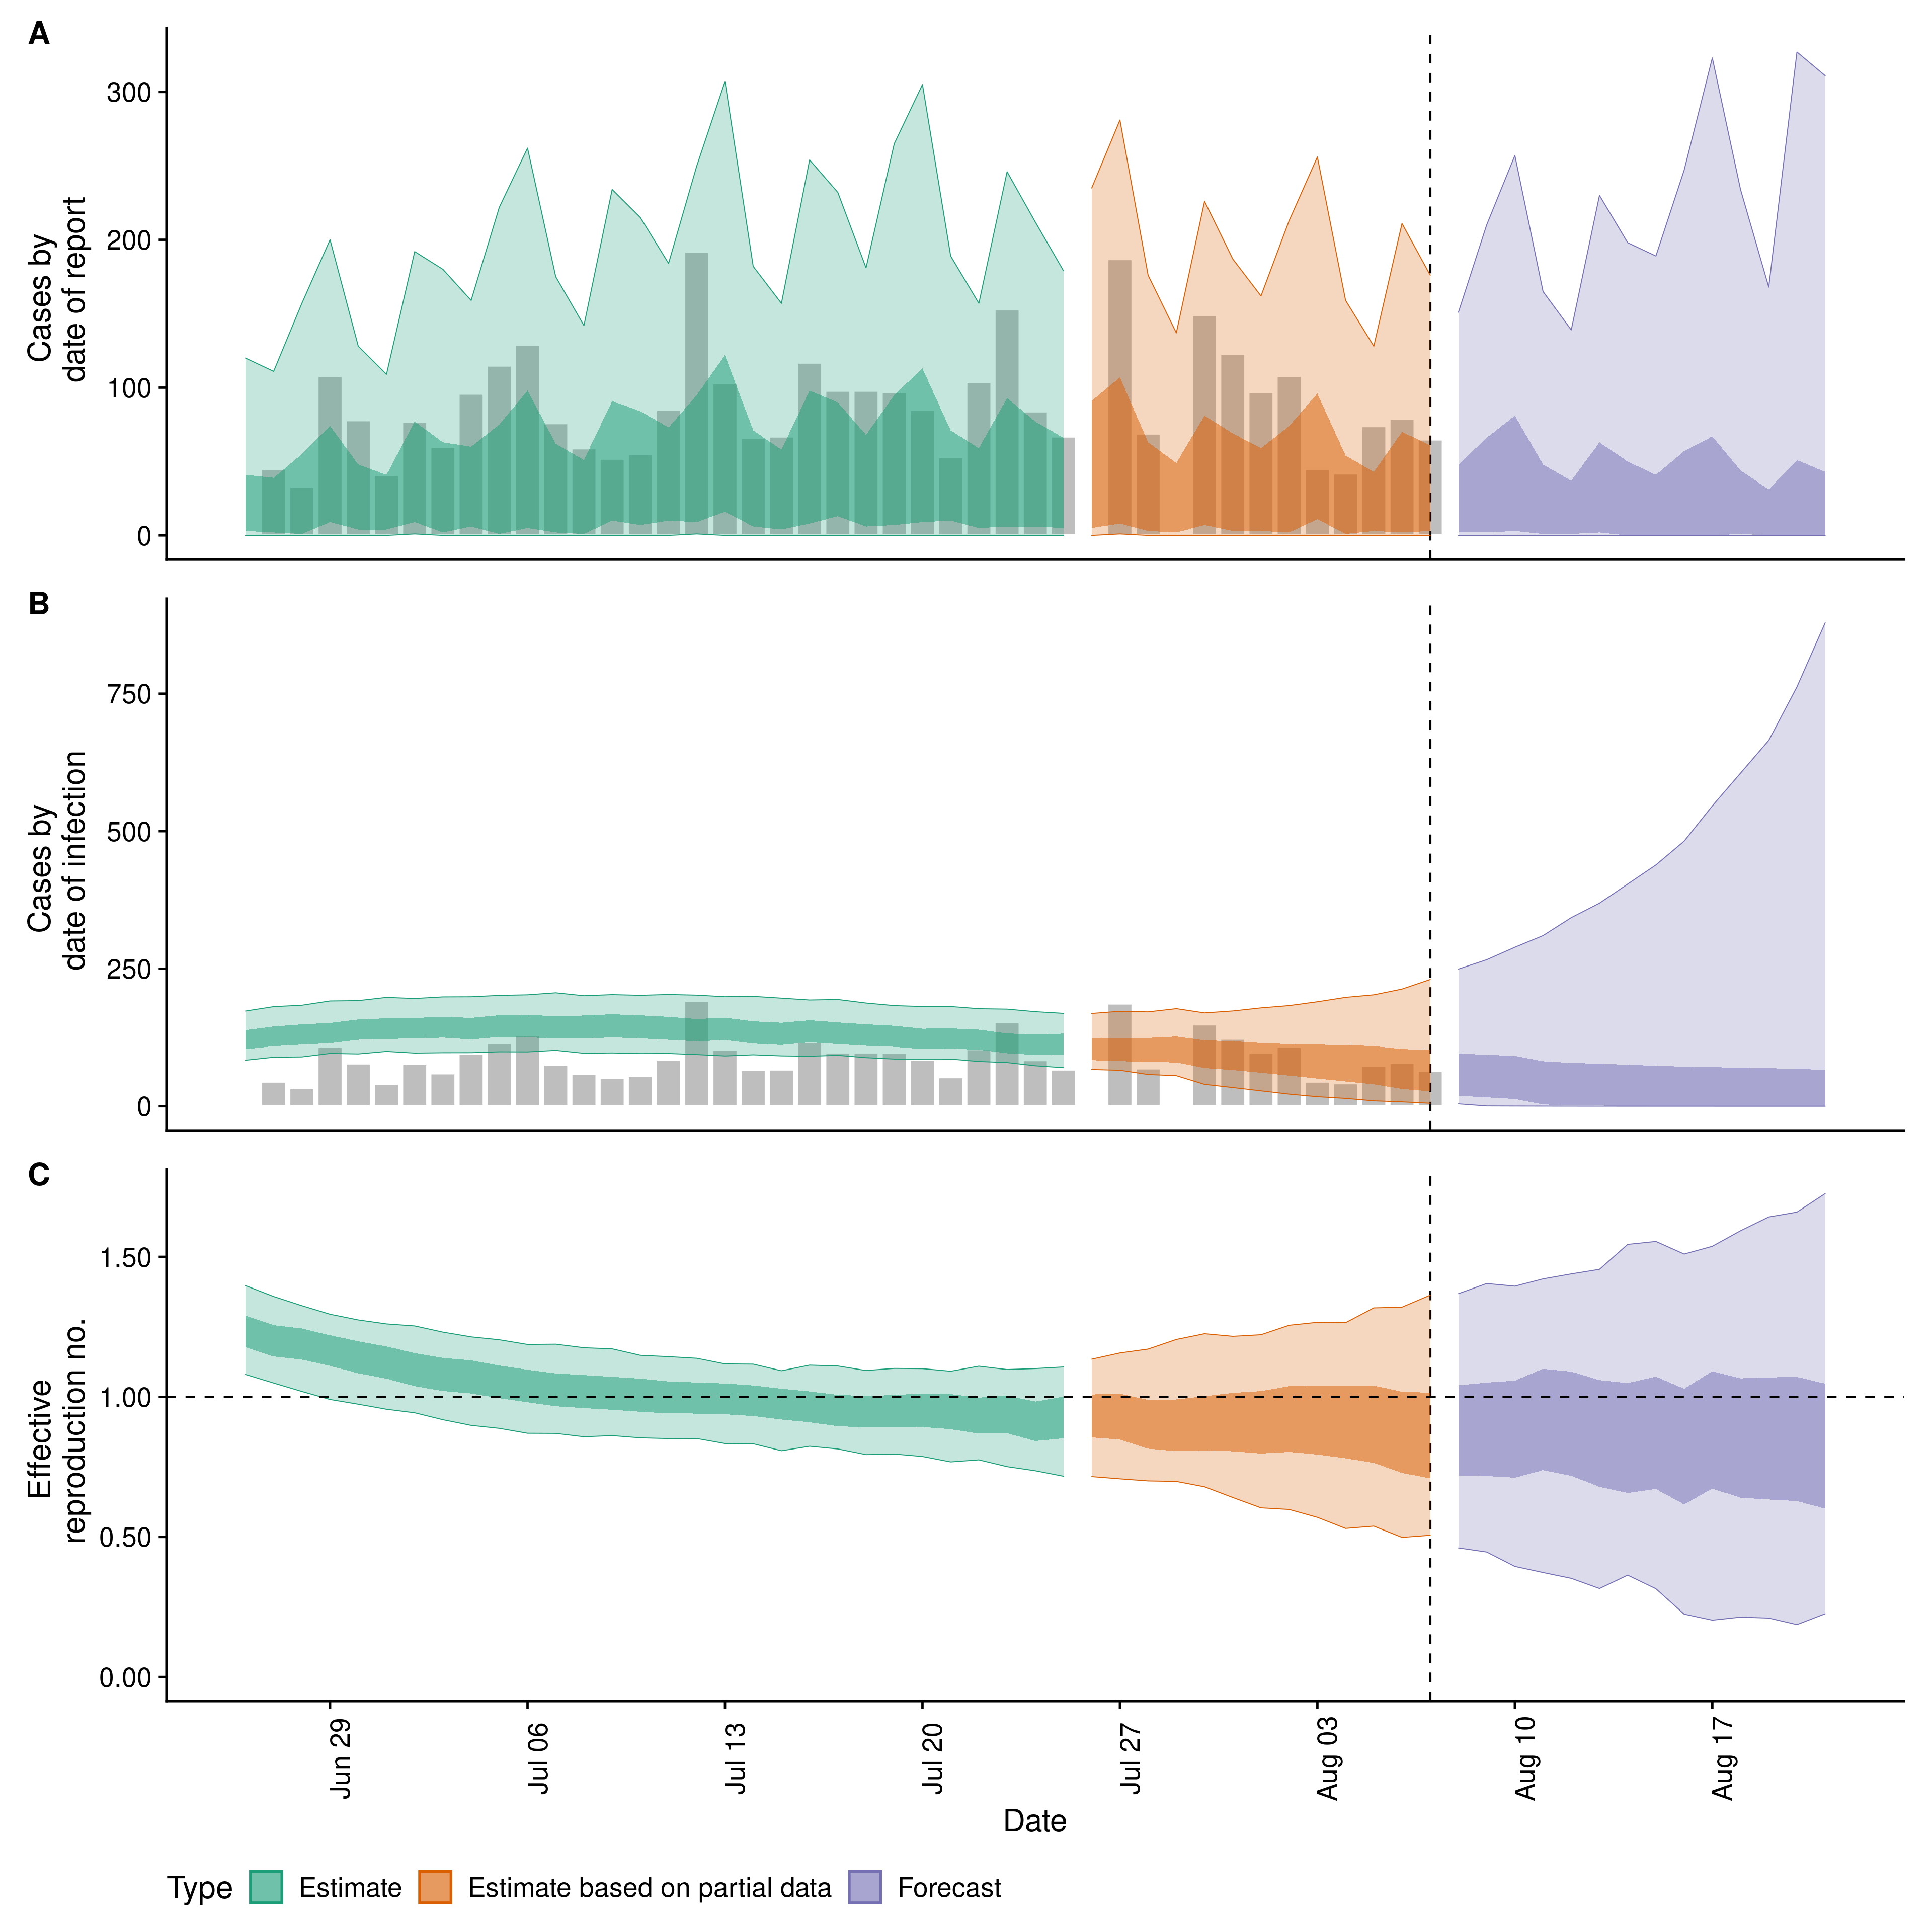 A
300
200
100
0
Cases by
date of report
B
750
500
250
0
Cases by
date of infection
C
1.50
1.00
0.50
0.00
Effective
reproduction no.
Jun 29
Jul 06
Jul 13
Jul 20
Jul 27
Aug 03
Aug 10
Aug 17
Date
Type
Estimate
Estimate based on partial data
Forecast